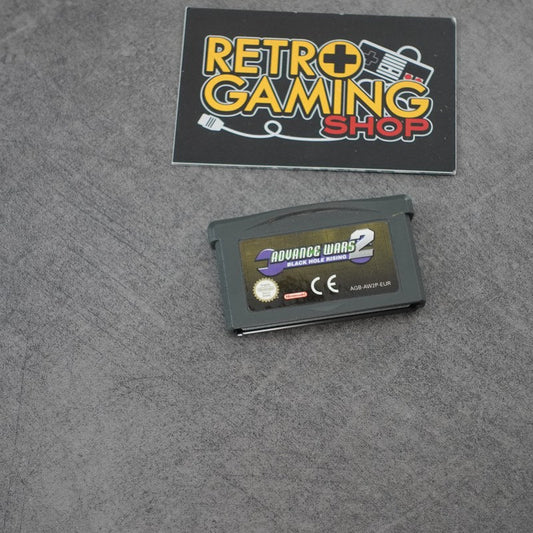 RETRO
GAMING
SHOP
ADVANCE WARS 2
BLACK HOLE RISING
Nintendo
CE
AGB-AW2P-EUR